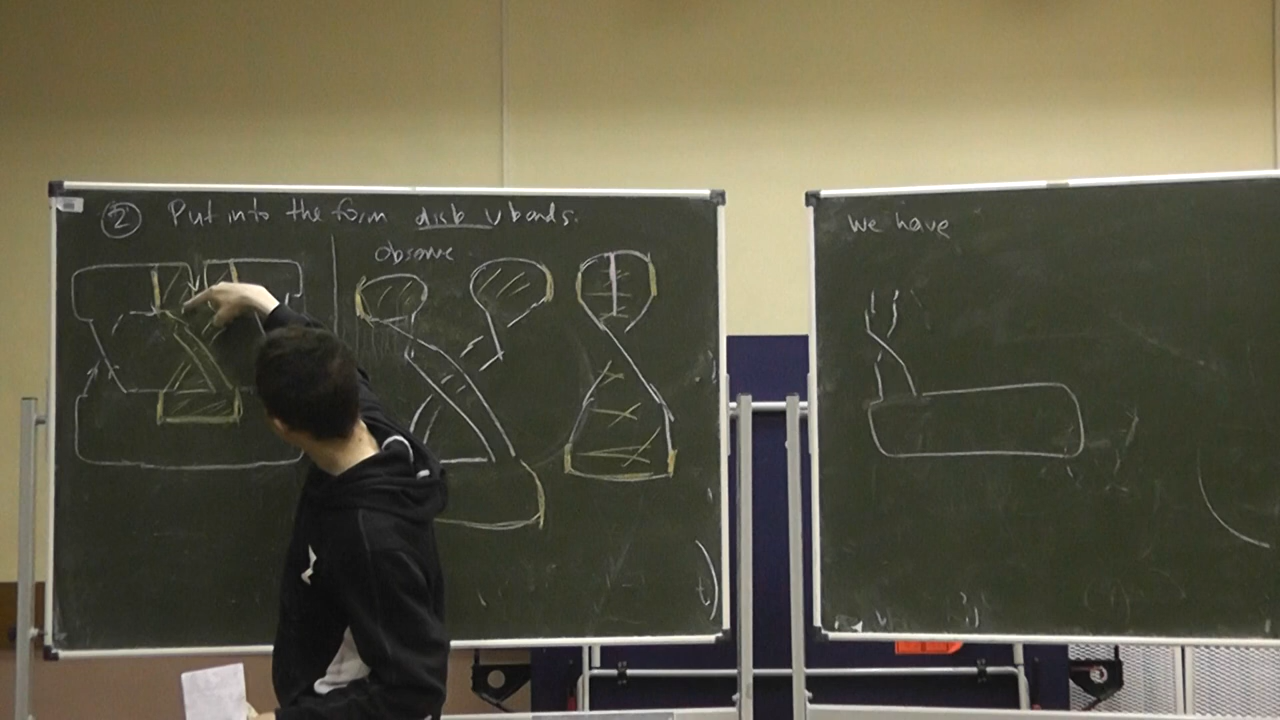 ② Put into the form disk ∪ bands.
observe
We have